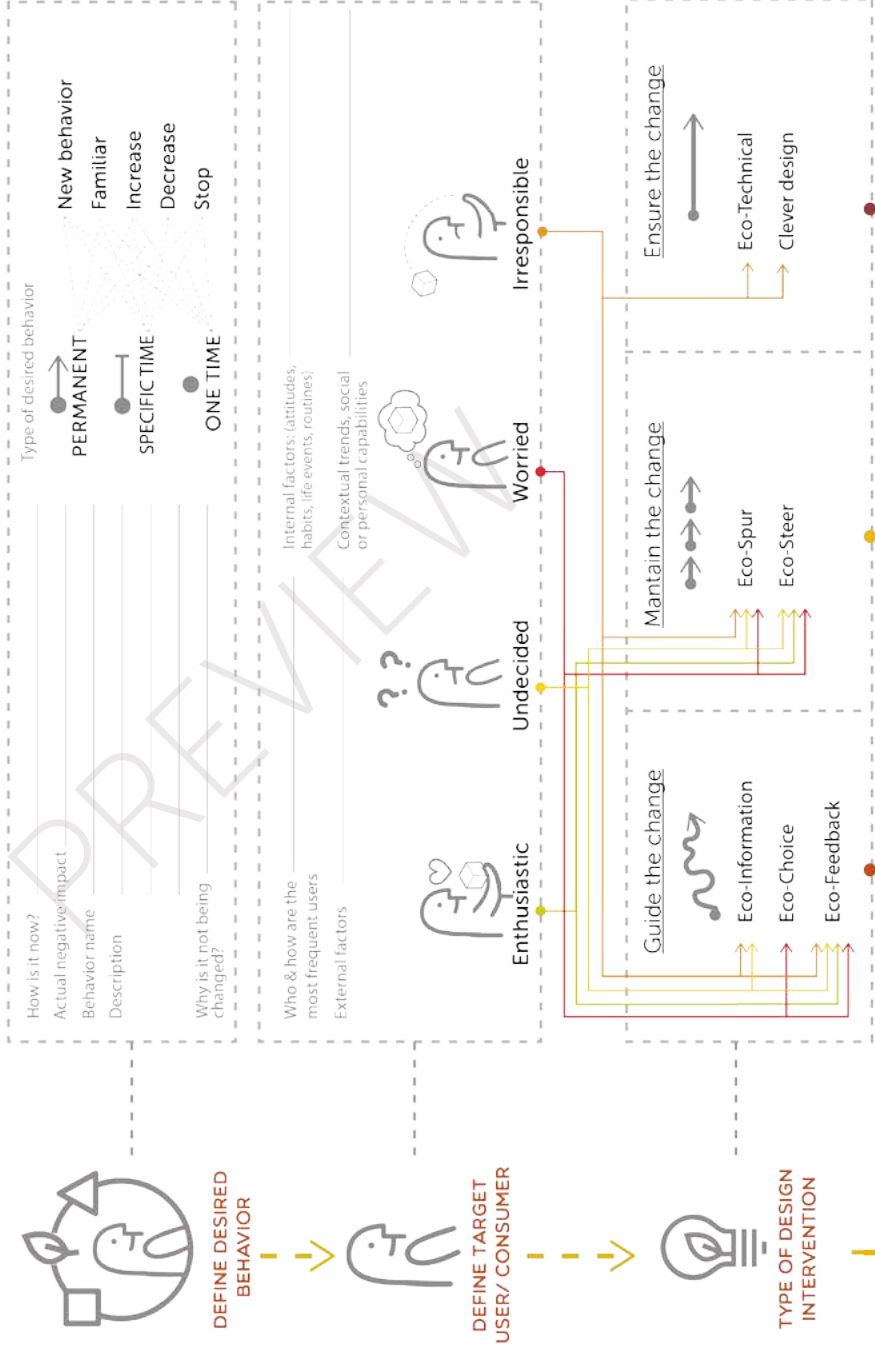 DEFINE DESIRED
BEHAVIOR
How is it now?
Actual negative impact
Behavior name
Description
Why is it not being
changed?
Type of desired behavior
PERMANENT
SPECIFIC TIME
ONE TIME
New behavior
Familiar
Increase
Decrease
Stop
DEFINE TARGET
USER/ CONSUMER
Who & how are the
most frequent users
External factors
Internal factors: (attitudes,
habits, life events, routines)
Contextual trends, social
or personal capabilities
? ?
Enthusiastic
Undecided
Worried
Irresponsible
TYPE OF DESIGN
INTERVENTION
Guide the change
Eco-Information
Eco-Choice
Eco-Feedback
Mantain the change
Eco-Spur
Eco-Steer
Ensure the change
Eco-Technical
Clever design
PREVIEW